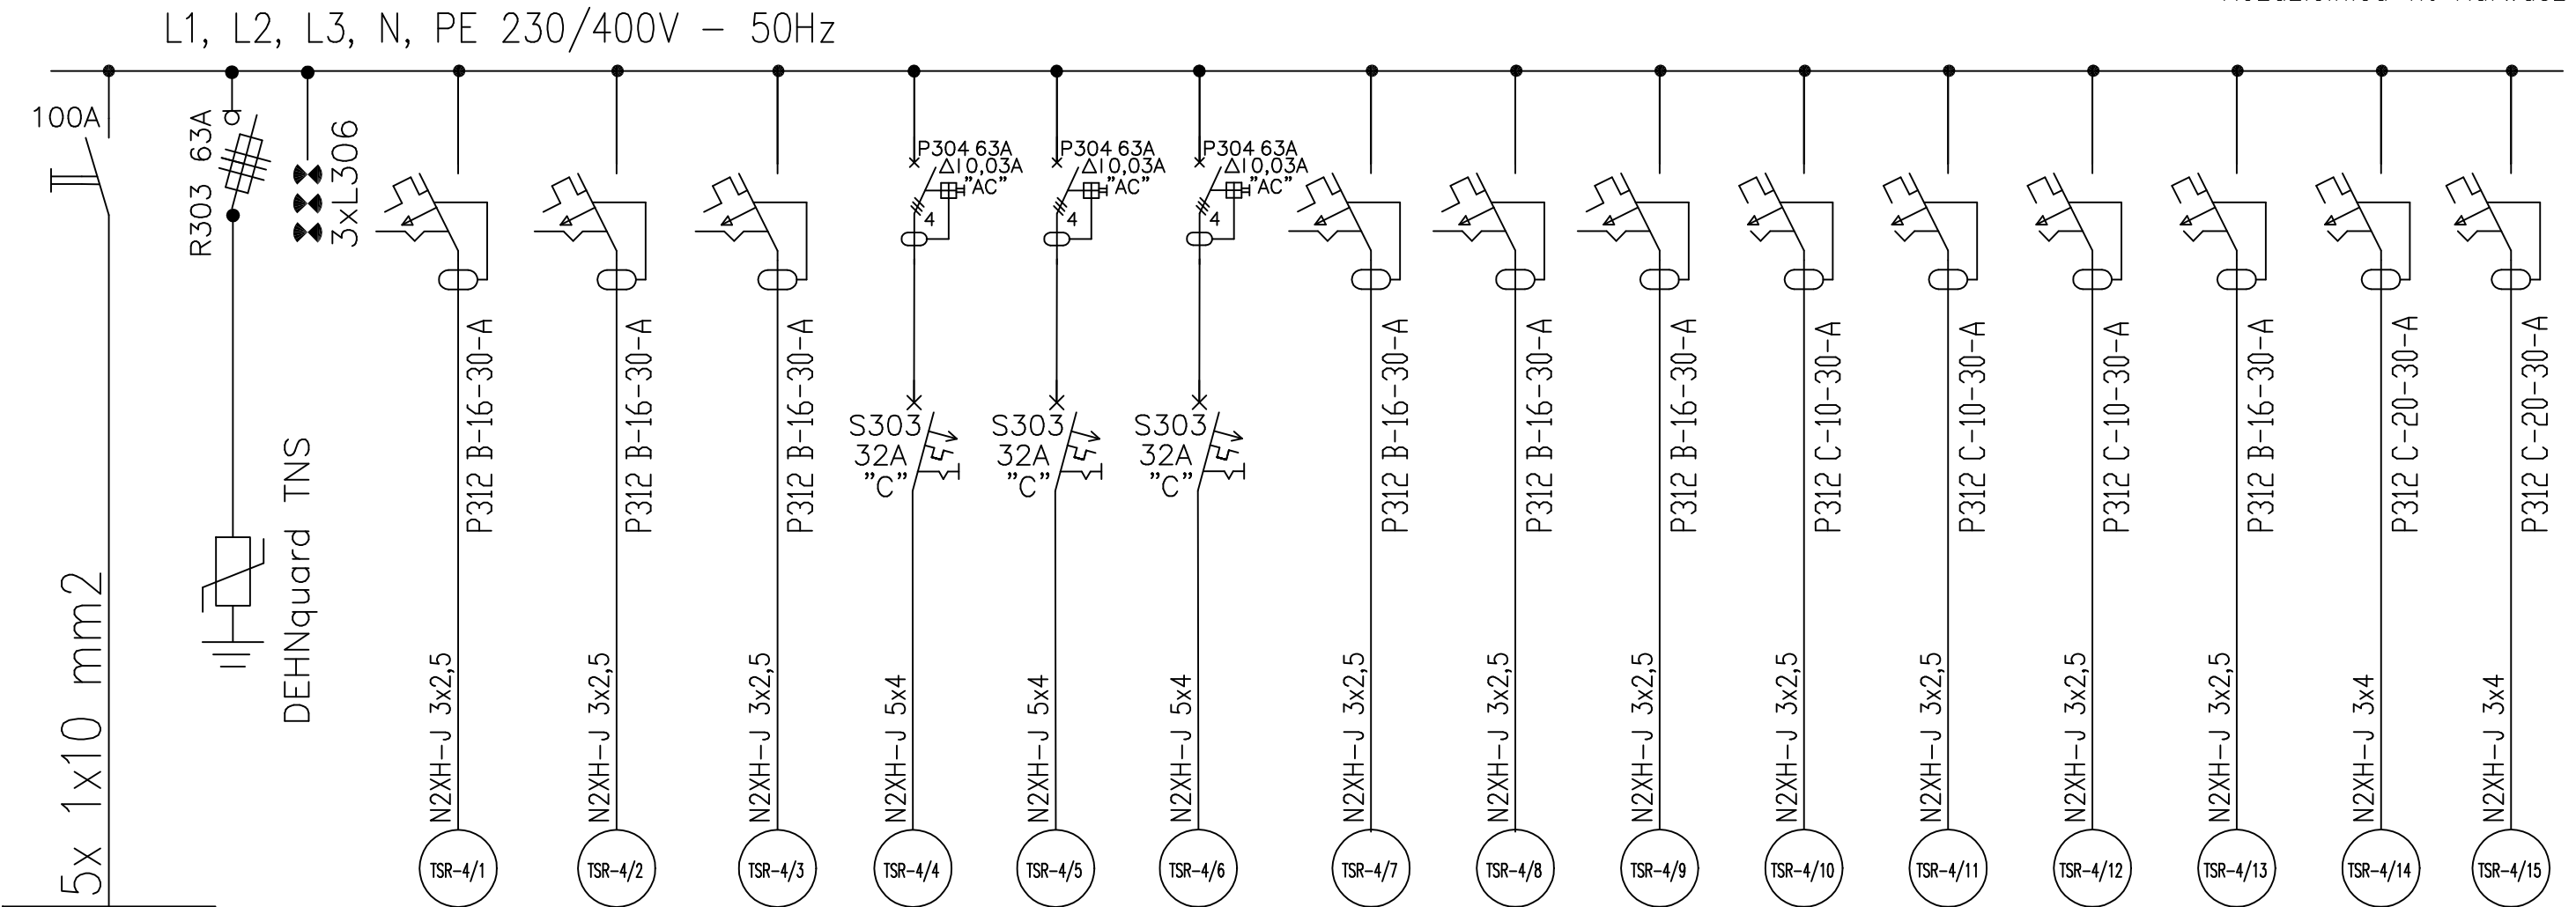 L1, L2, L3, N, PE 230/400V - 50Hz
100A
5x 1x10 mm2
R303 63A
3xL306
DEHNquard TNS
P312 B-16-30-A
N2XH-J 3x2,5
TSR-4/1
P312 B-16-30-A
N2XH-J 3x2,5
TSR-4/2
P312 B-16-30-A
N2XH-J 3x2,5
TSR-4/3
P304 63A
△I0,03A
"AC"
4
S303
32A
"C"
N2XH-J 5x4
TSR-4/4
P304 63A
△I0,03A
"AC"
4
S303
32A
"C"
N2XH-J 5x4
TSR-4/5
P304 63A
△I0,03A
"AC"
4
S303
32A
"C"
N2XH-J 5x4
TSR-4/6
P312 B-16-30-A
N2XH-J 3x2,5
TSR-4/7
P312 B-16-30-A
N2XH-J 3x2,5
TSR-4/8
P312 B-16-30-A
N2XH-J 3x2,5
TSR-4/9
P312 C-10-30-A
N2XH-J 3x2,5
TSR-4/10
P312 C-10-30-A
N2XH-J 3x2,5
TSR-4/11
P312 C-10-30-A
N2XH-J 3x2,5
TSR-4/12
P312 B-16-30-A
N2XH-J 3x2,5
TSR-4/13
P312 C-20-30-A
N2XH-J 3x4
TSR-4/14
P312 C-20-30-A
N2XH-J 3x4
TSR-4/15